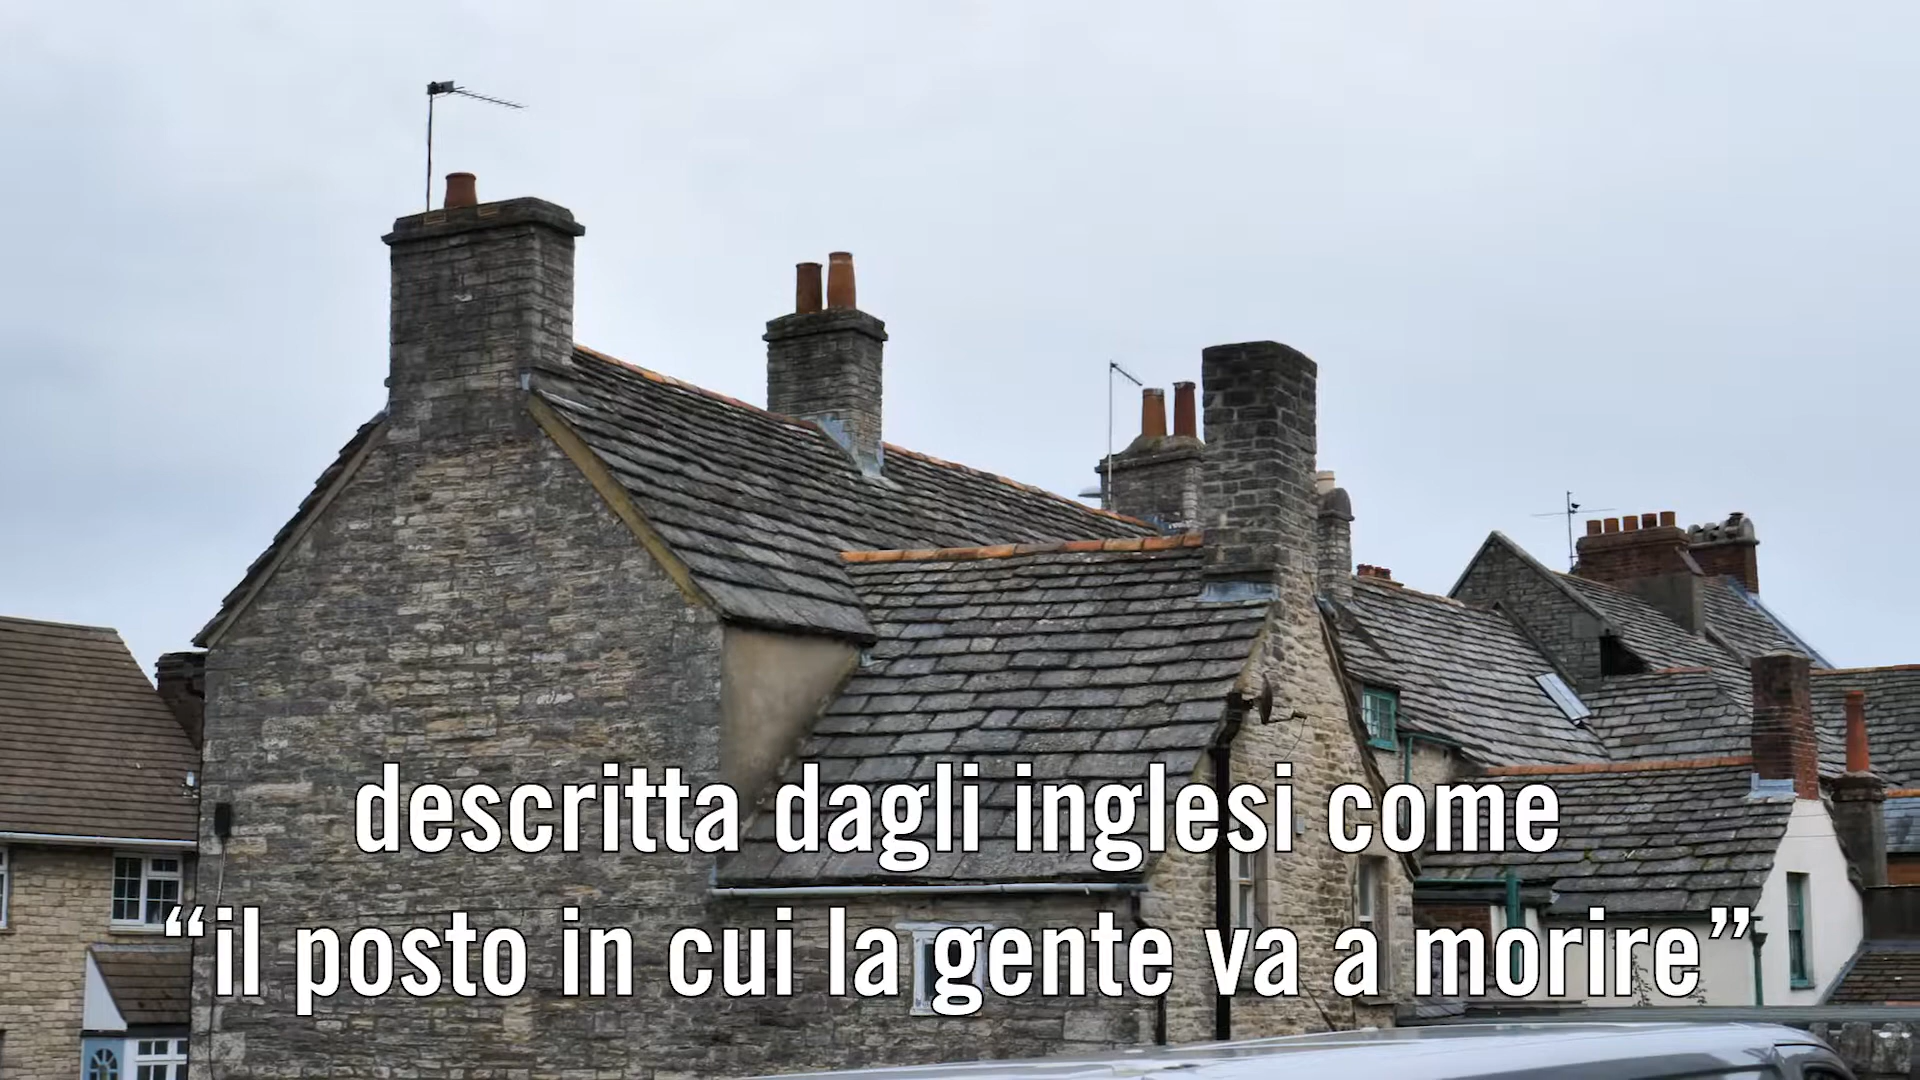 descritta dagli inglesi come
“il posto in cui la gente va a morire”